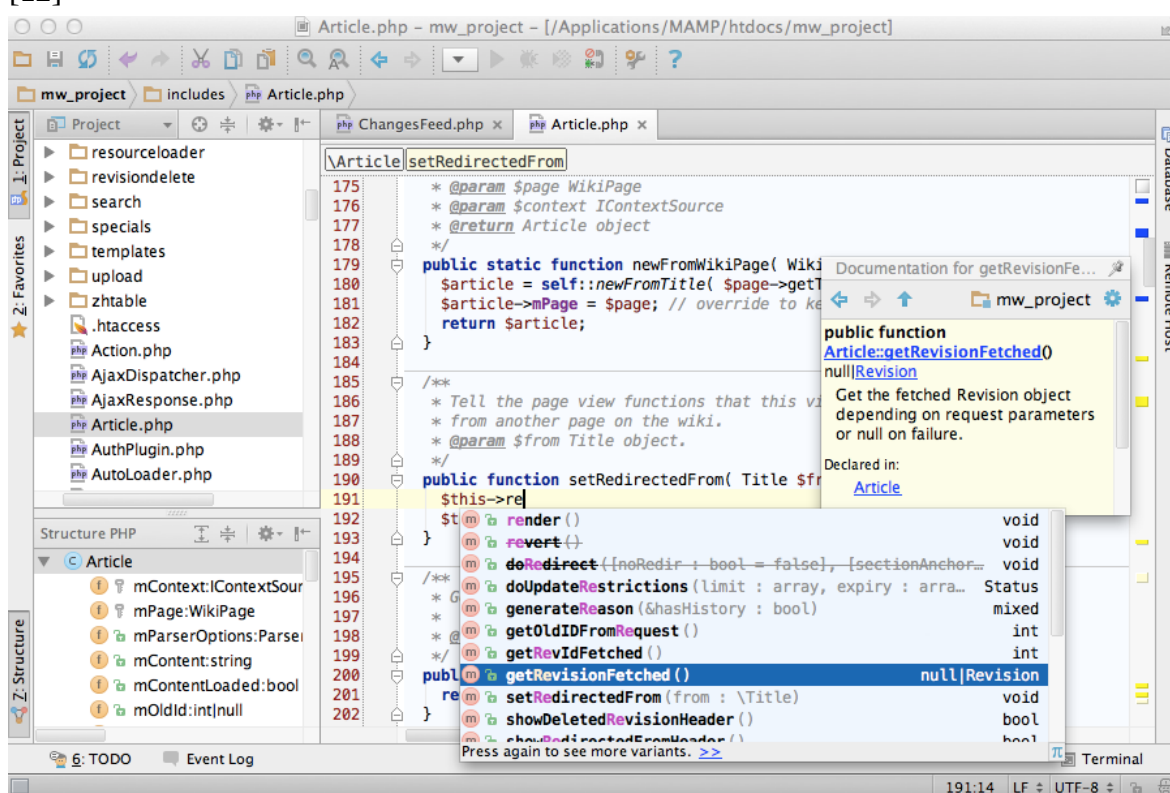 Article.php – mw_project – [/Applications/MAMP/htdocs/mw_project]
?
mw_project includes Article.php
1: Project
2: Favorites
Z: Structure
Project
resourceloader
revisiondelete
search
specials
templates
upload
zhtable
.htaccess
Action.php
AjaxDispatcher.php
AjaxResponse.php
Article.php
AuthPlugin.php
AutoLoader.php
Structure PHP
Article
mContext:IContextSour
mPage:WikiPage
mParserOptions:Parser
mContent:string
mContentLoaded:bool
mOldId:int|null
ChangesFeed.php × Article.php ×
\Article setRedirectedFrom
175 * @param $page WikiPage
176 * @param $context IContextSource
177 * @return Article object
178 */
179 public static function newFromWikiPage( Wiki
180 $article = self::newFromTitle( $page->getT
181 $article->mPage = $page; // override to ke
182 return $article;
183 }
184
185 /**
186 * Tell the page view functions that this vi
187 * from another page on the wiki.
188 * @param $from Title object.
189 */
190 public function setRedirectedFrom( Title $fr
191 $this->re
192 $t
193 }
194
195 /**
196 * G
197 *
198 * @
199 */
200 publ
201 re
202 }
Documentation for getRevisionFe...
mw_project
public function
Article::getRevisionFetched()
null|Revision
Get the fetched Revision object
depending on request parameters
or null on failure.
Declared in:
Article
render() void
revert() void
doRedirect([noRedir : bool = false], [sectionAnchor... void
doUpdateRestrictions(limit : array, expiry : arra... Status
generateReason(&hasHistory : bool) mixed
getOldIDFromRequest() int
getRevIdFetched() int
getRevisionFetched() null|Revision
setRedirectedFrom(from : \Title) void
showDeletedRevisionHeader() bool
showRedirectedFromHeader() bool
Press again to see more variants. >> π
Database
Remote Host
6: TODO Event Log Terminal
191:14 LF UTF-8